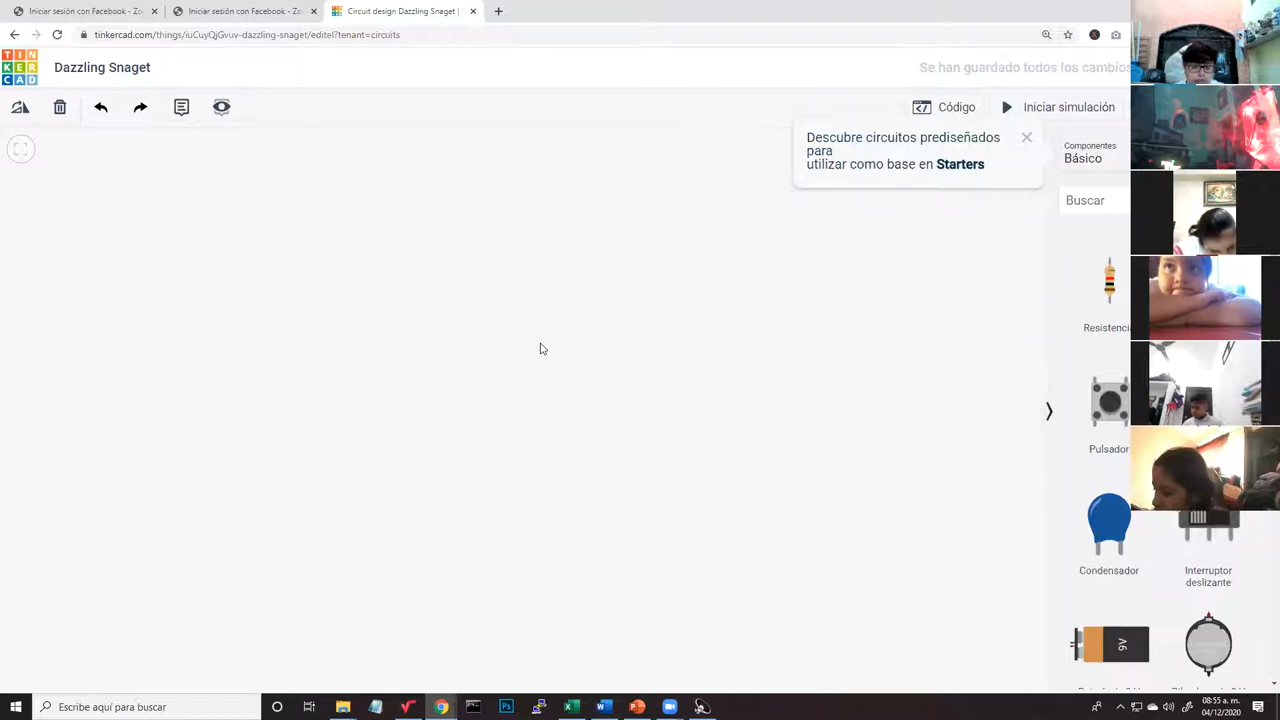 Iniciar sesión con Facebook - Zo
Iniciar sesión con Facebook - Zo
Circuit design Dazzling Snaget |
tinkercad.com/things/iuCuyQjGvuv-dazzling-snaget/editel?tenant=circuits
TIN
KER
CAD
Dazzling Snaget
Se han guardado todos los cambios
Código
Iniciar simulación
Descubre circuitos prediseñados
para
utilizar como base en Starters
Componentes
Básico
Buscar
Resistencia
Pulsador
Condensador
Interruptor
deslizante
9V
Escribe aquí para buscar
08:55 a. m.
04/12/2020